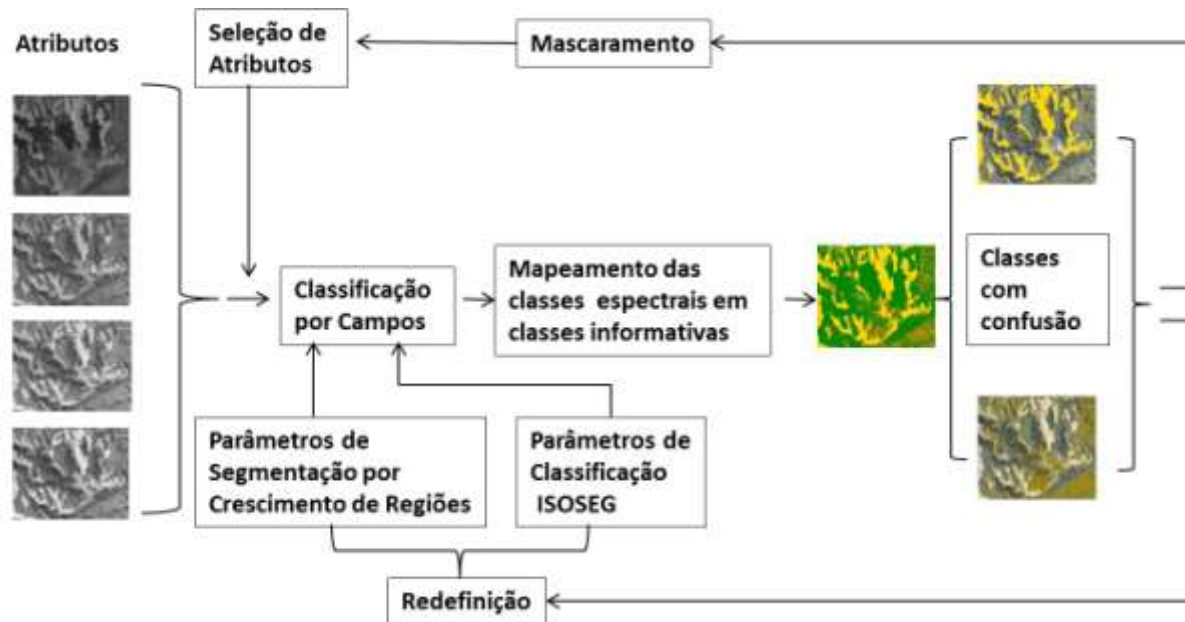 Atributos
Seleção de
Atributos
Mascaramento
Classificação
por Campos
Mapeamento das
classes espectrais em
classes informativas
Classes
com
confusão
Parâmetros de
Segmentação por
Crescimento de Regiões
Parâmetros de
Classificação
ISOSEG
Redefinição